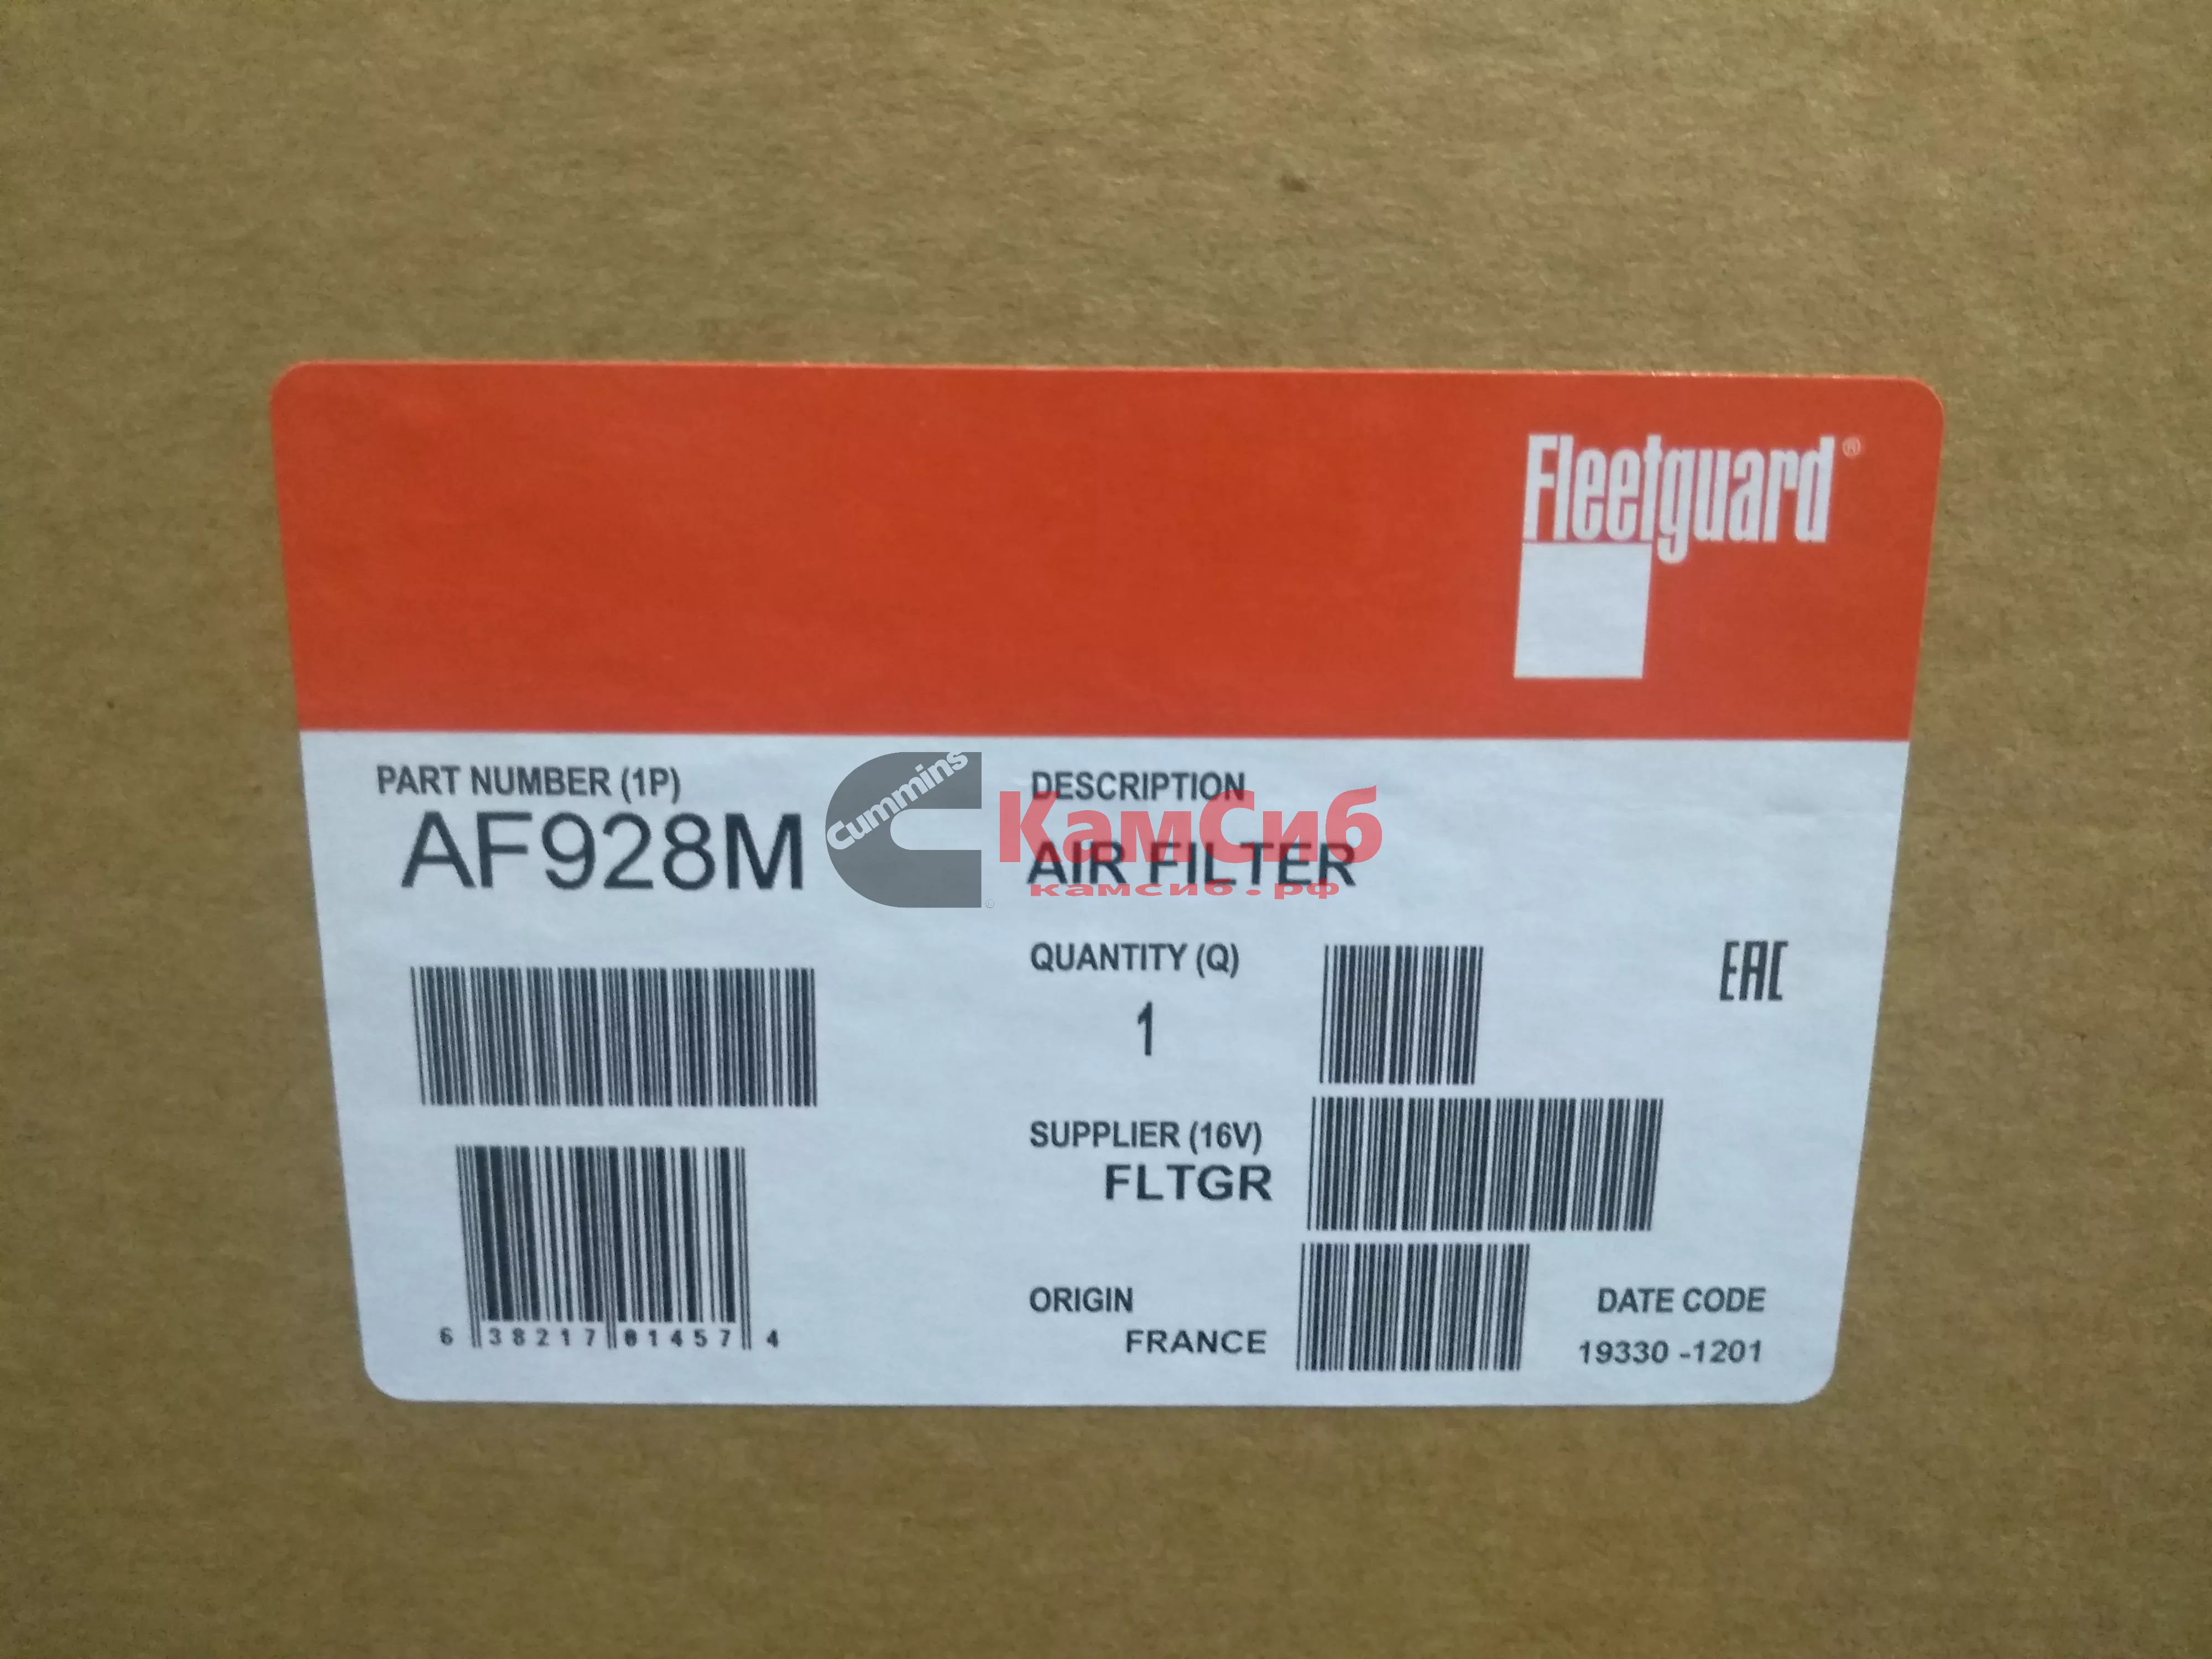 Fleetguard®
PART NUMBER (1P)
AF928M
Cummins
DESCRIPTION
КамСиб
AIR FILTER
камсиб.рф
QUANTITY (Q)
1
EAC
SUPPLIER (16V)
FLTGR
ORIGIN
FRANCE
DATE CODE
19330 -1201
6 38217 01457 4